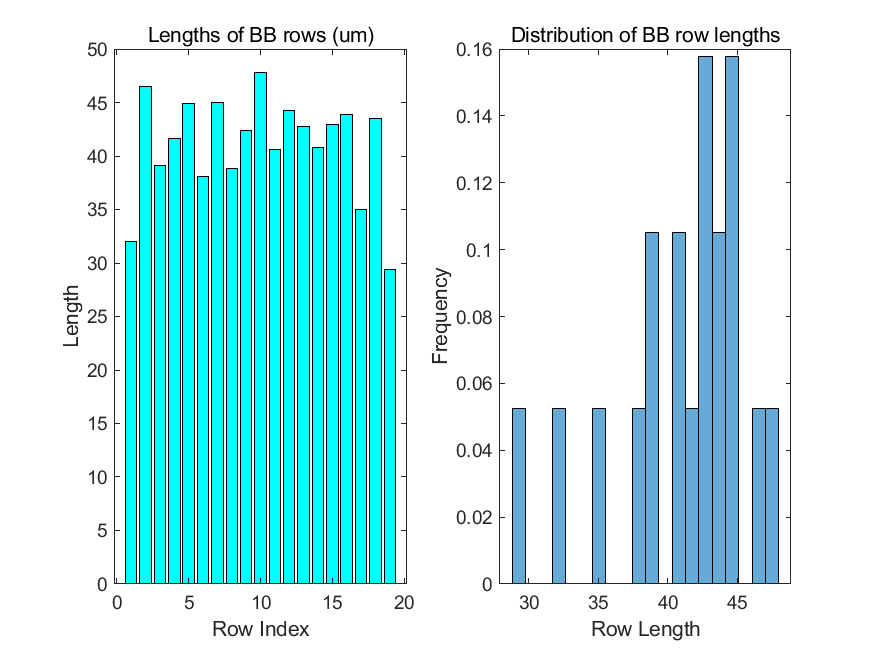 Lengths of BB rows (um)
50
45
40
35
30
25
20
15
10
5
0
Length
0 5 10 15 20
Row Index
Distribution of BB row lengths
0.16
0.14
0.12
0.1
0.08
0.06
0.04
0.02
0
Frequency
30 35 40 45
Row Length